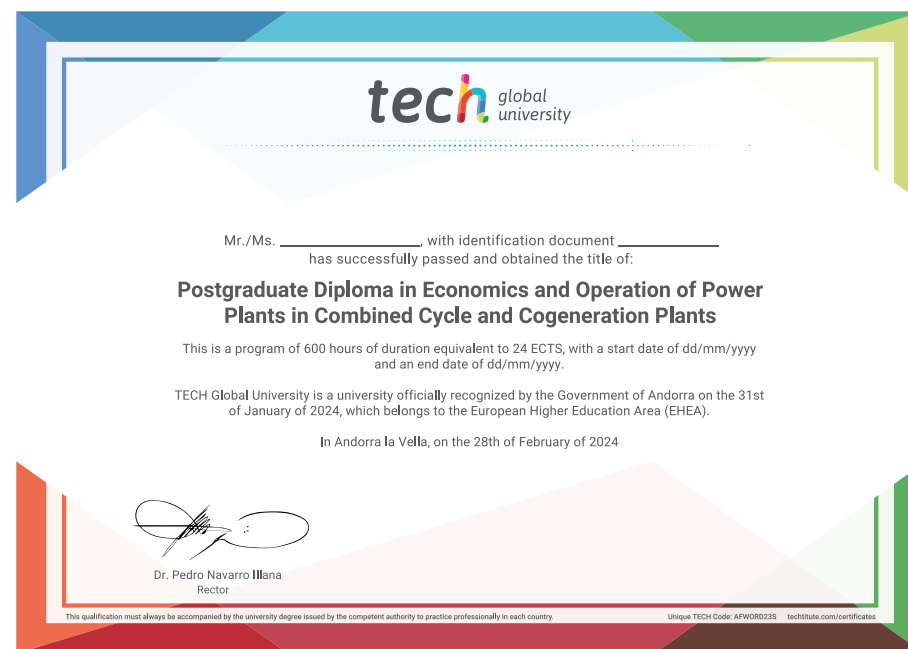 tech global university
Mr./Ms. ____________________, with identification document ______________
has successfully passed and obtained the title of:
Postgraduate Diploma in Economics and Operation of Power
Plants in Combined Cycle and Cogeneration Plants
This is a program of 600 hours of duration equivalent to 24 ECTS, with a start date of dd/mm/yyyy
and an end date of dd/mm/yyyy.
TECH Global University is a university officially recognized by the Government of Andorra on the 31st
of January of 2024, which belongs to the European Higher Education Area (EHEA).
In Andorra la Vella, on the 28th of February of 2024
Dr. Pedro Navarro Illana
Rector
This qualification must always be accompanied by the university degree issued by the competent authority to practice professionally in each country. Unique TECH Code: AFWORD23S techtitute.com/certificates